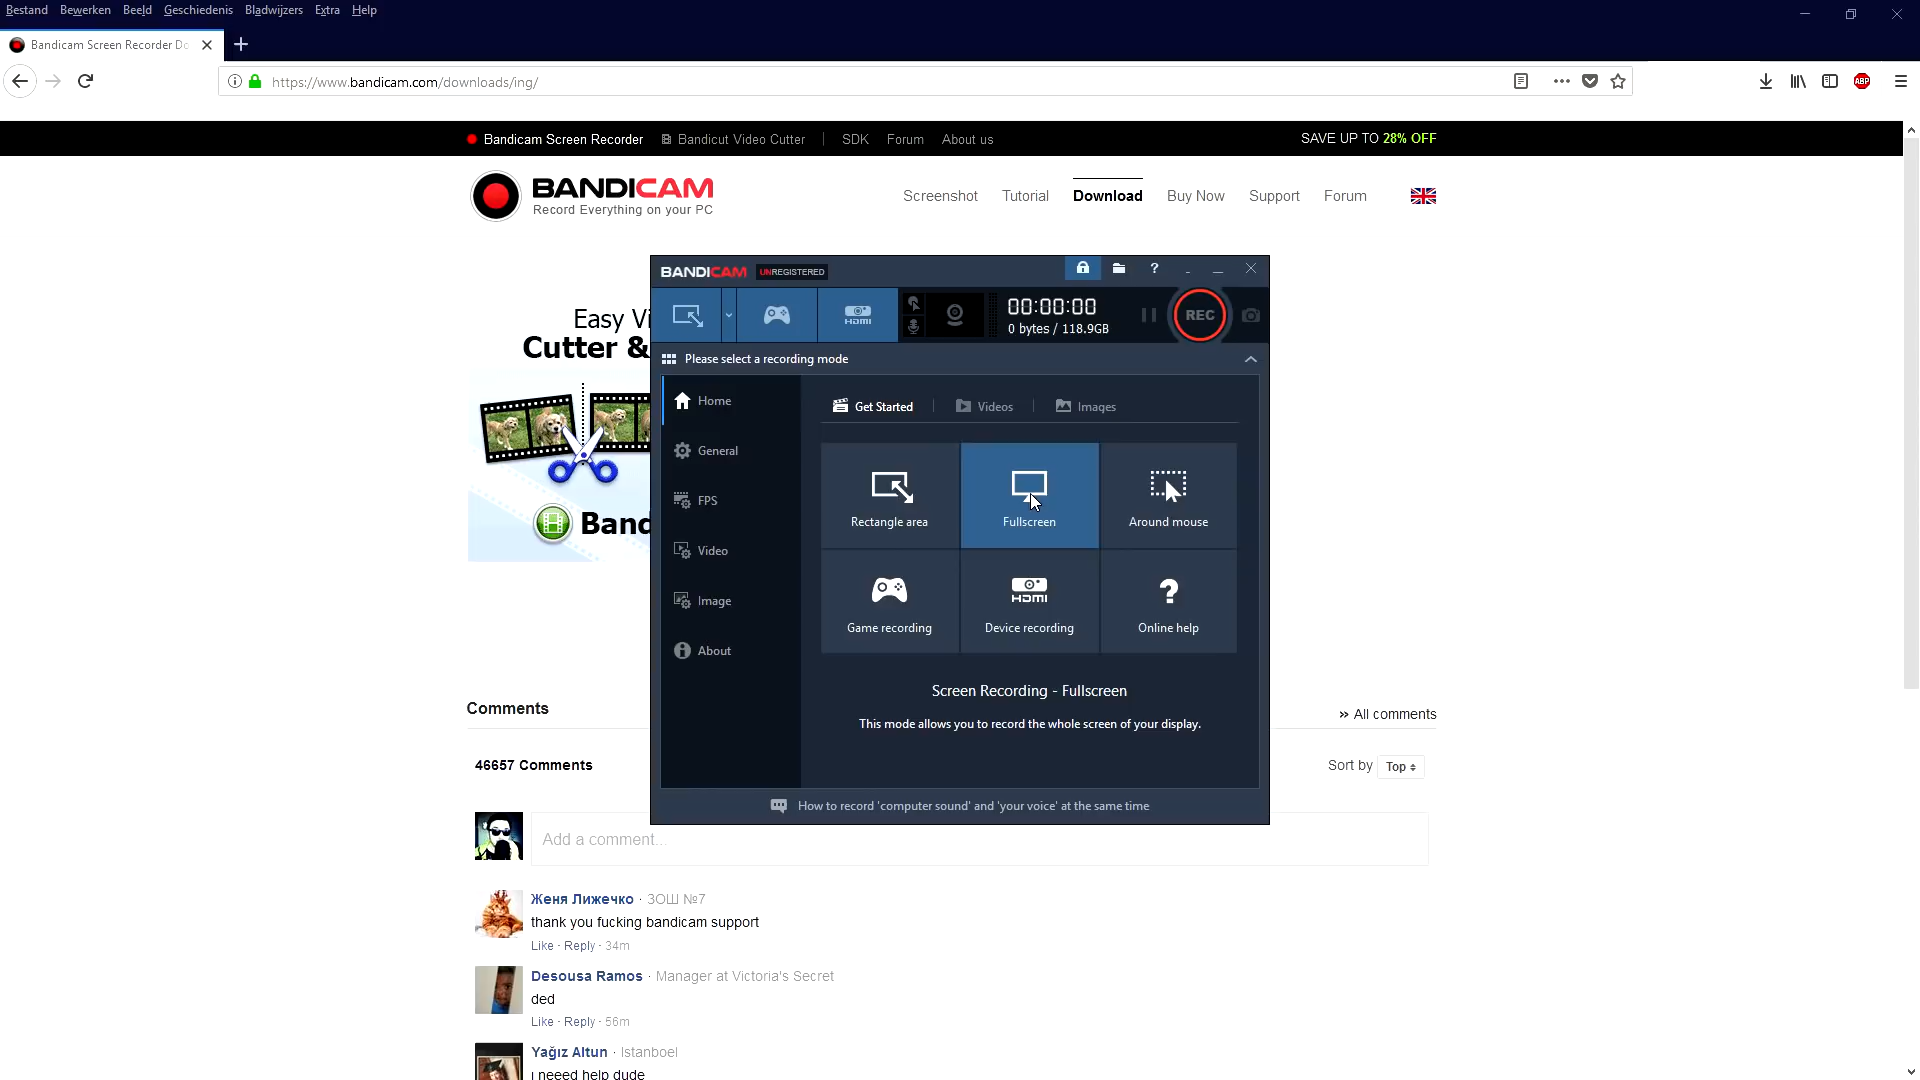 Bestand Bewerken Beeld Geschiedenis Bladwijzers Extra Help
Bandicam Screen Recorder Do
https://www.bandicam.com/downloads/ing/
ABP
Bandicam Screen Recorder Bandicut Video Cutter | SDK Forum About us SAVE UP TO 28% OFF
BANDICAM
Record Everything on your PC
Screenshot Tutorial Download Buy Now Support Forum
Easy Vi
Cutter &
Band
BANDICAM UNREGISTERED
?
HDMI
00:00:00
0 bytes / 118.9GB
REC
Please select a recording mode
Home
General
FPS
Video
Image
About
Get Started | Videos | Images
Rectangle area
Fullscreen
Around mouse
HDMI
?
Game recording
Device recording
Online help
Screen Recording - Fullscreen
This mode allows you to record the whole screen of your display.
How to record 'computer sound' and 'your voice' at the same time
Comments
» All comments
46657 Comments
Sort by Top
Add a comment...
Женя Лижечко · ЗОШ №7
thank you fucking bandicam support
Like · Reply · 34m
Desousa Ramos · Manager at Victoria's Secret
ded
Like · Reply · 56m
Yağız Altun · Istanboel
ı neeed help dude